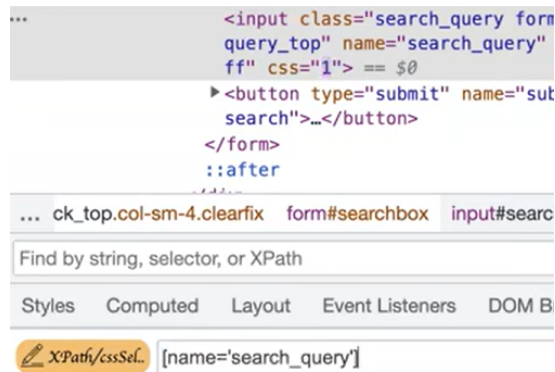 ...
<input class="search_query form
query_top" name="search_query"
ff" css="1"> == $0
<button type="submit" name="sub
search">…</button>
</form>
::after
... ck_top.col-sm-4.clearfix form#searchbox input#searc
Find by string, selector, or XPath
Styles Computed Layout Event Listeners DOM B
XPath/cssSel.. [name='search_query']